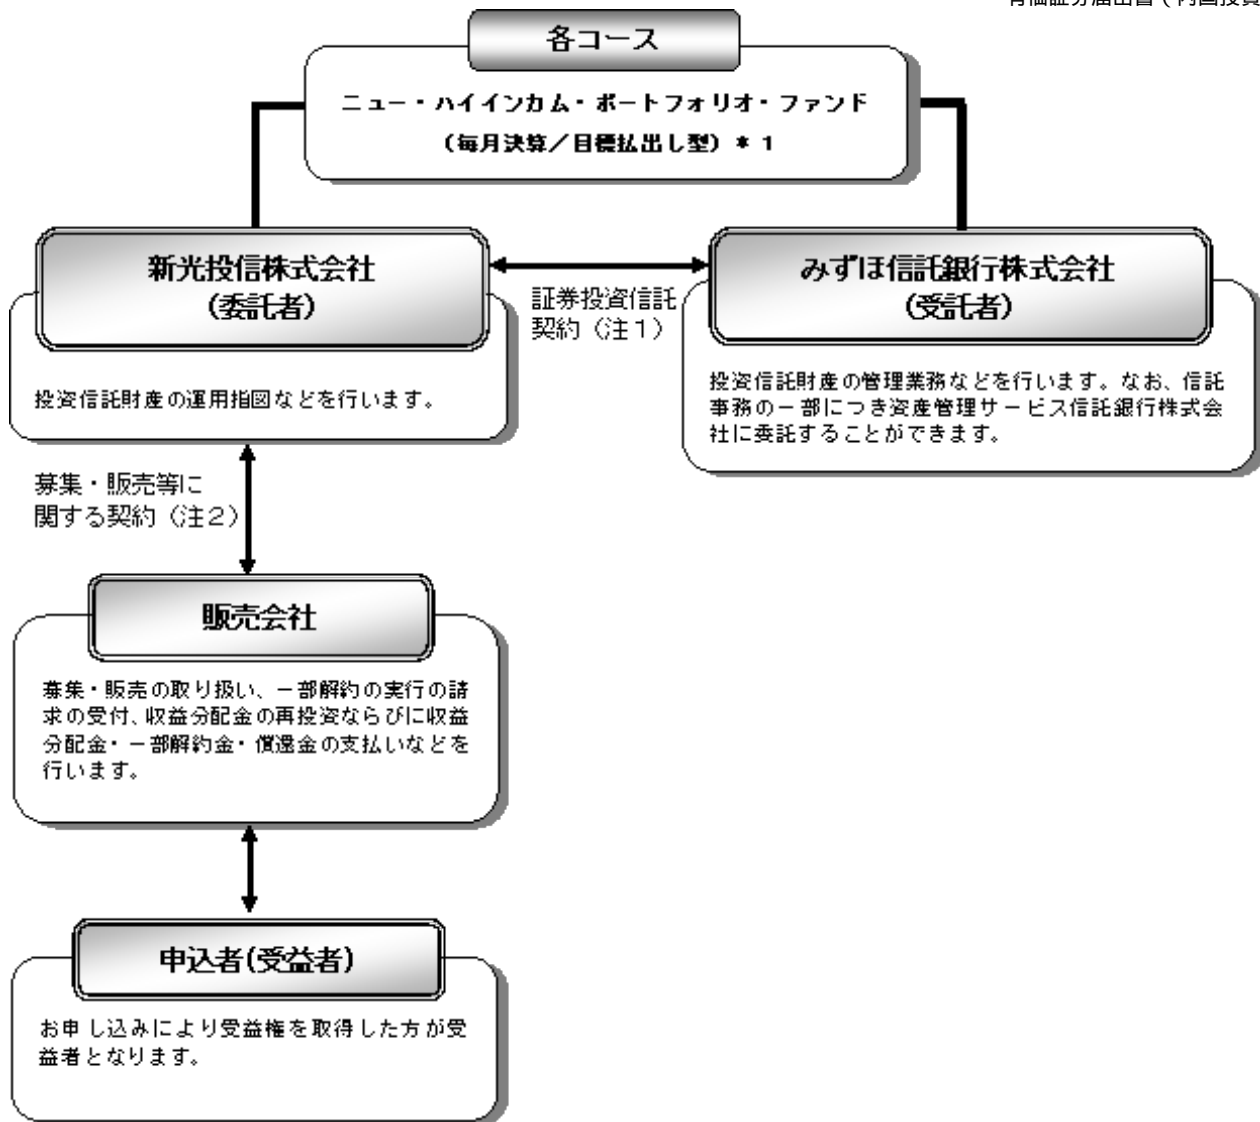 各コース
ニュー・ハイインカム・ポートフォリオ・ファンド
（毎月決算／目標払出し型）＊１
新光投信株式会社
(委託者)
投資信託財産の運用指図などを行います。
証券投資信託
契約（注１）
みずほ信託銀行株式会社
(受託者)
投資信託財産の管理業務などを行います。なお、信託
事務の一部につき資産管理サービス信託銀行株式会
社に委託することができます。
募集・販売等に
関する契約（注２）
販売会社
募集・販売の取り扱い、一部解約の実行の請
求の受付、収益分配金の再投資ならびに収益
分配金・一部解約金・償還金の支払いなどを
行います。
申込者(受益者)
お申し込みにより受益権を取得した方が受
益者となります。